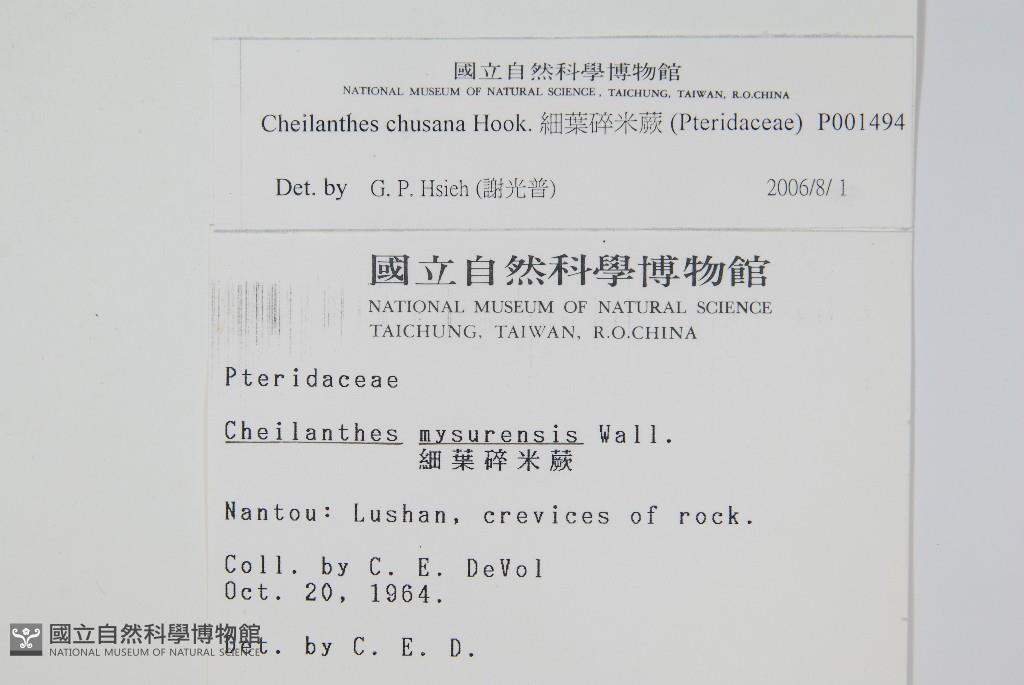 國立自然科學博物館
NATIONAL MUSEUM OF NATURAL SCIENCE, TAICHUNG, TAIWAN, R.O.CHINA
Cheilanthes chusana Hook. 細葉碎米蕨 (Pteridaceae) P001494
Det. by G. P. Hsieh (謝光普) 2006/8/ 1
國立自然科學博物館
NATIONAL MUSEUM OF NATURAL SCIENCE
TAICHUNG, TAIWAN, R.O.CHINA
Pteridaceae
Cheilanthes mysurensis Wall.
細葉碎米蕨
Nantou: Lushan, crevices of rock.
Coll. by C. E. DeVol
Oct. 20, 1964.
Det. by C. E. D.
國立自然科學博物館
NATIONAL MUSEUM OF NATURAL SCIENCE